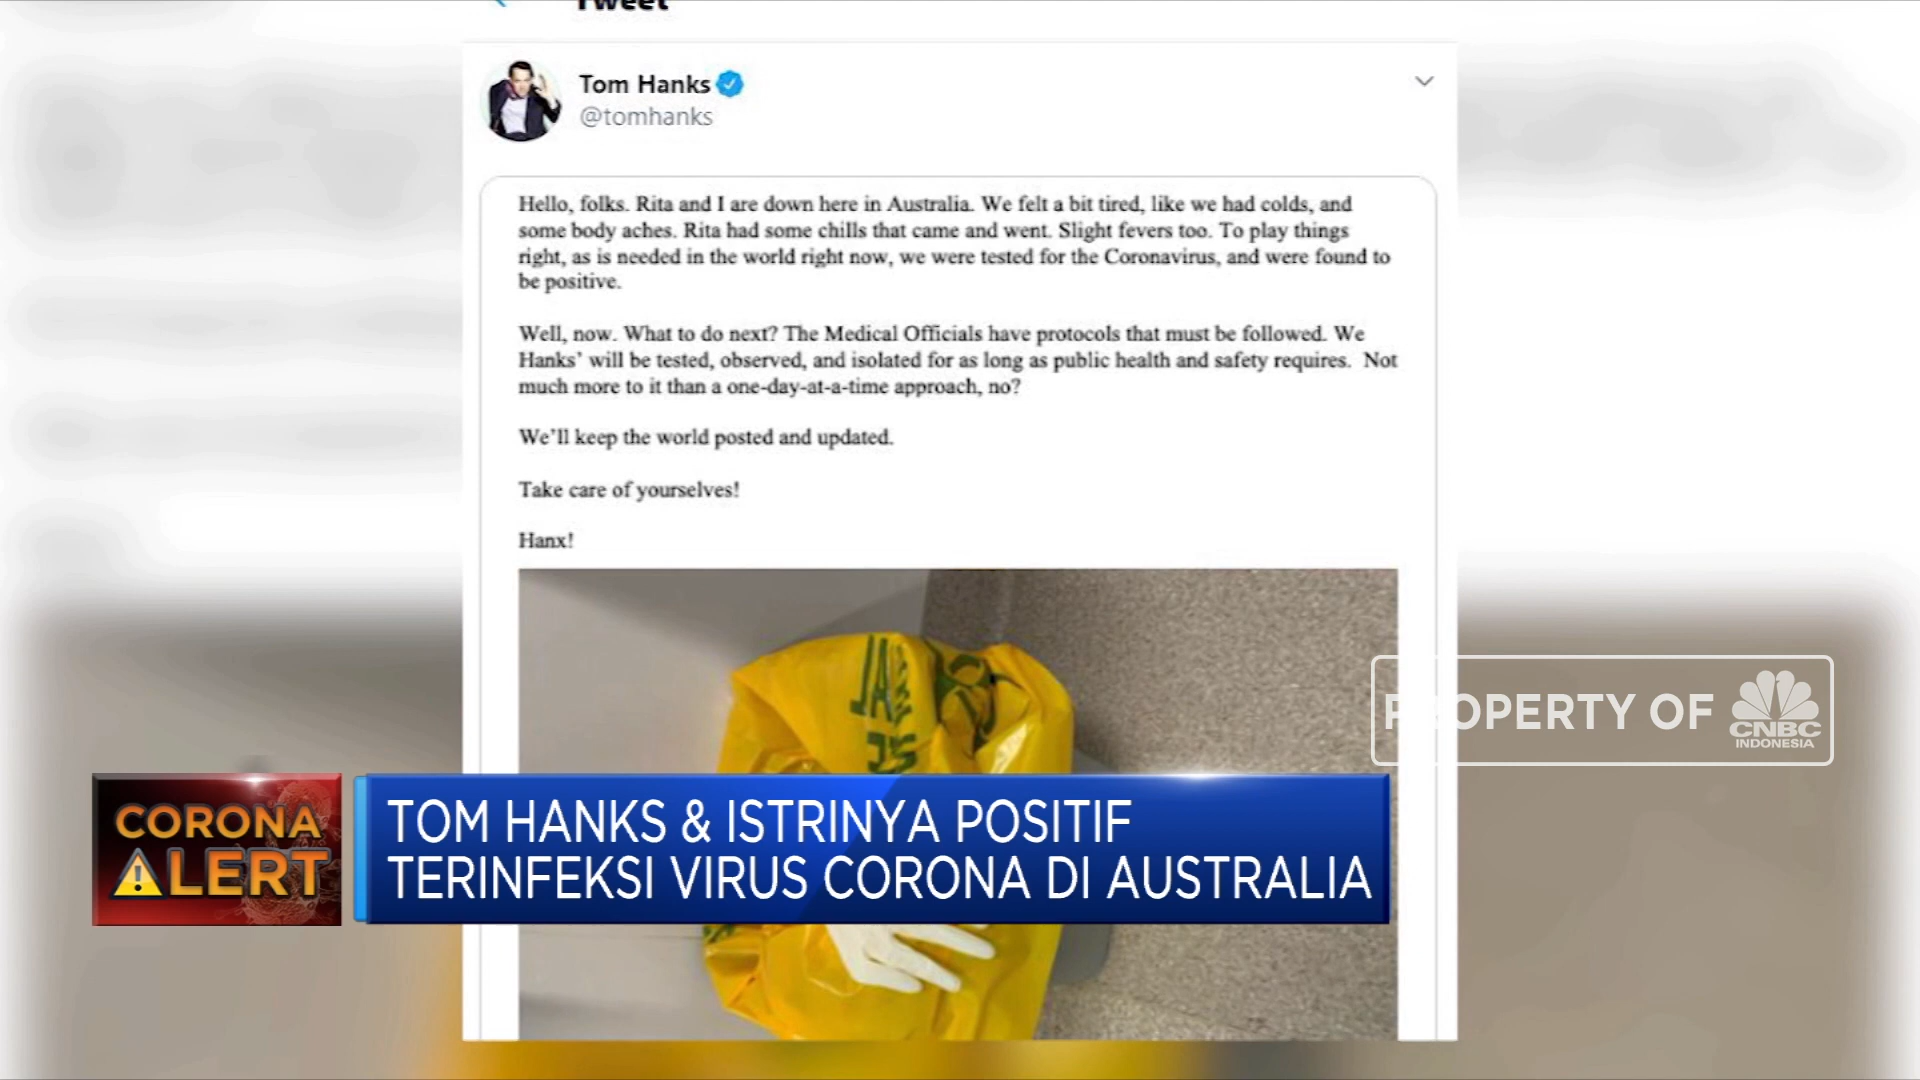 Tweet
Tom Hanks
@tomhanks
Hello, folks. Rita and I are down here in Australia. We felt a bit tired, like we had colds, and
some body aches. Rita had some chills that came and went. Slight fevers too. To play things
right, as is needed in the world right now, we were tested for the Coronavirus, and were found to
be positive.
Well, now. What to do next? The Medical Officials have protocols that must be followed. We
Hanks’ will be tested, observed, and isolated for as long as public health and safety requires. Not
much more to it than a one-day-at-a-time approach, no?
We’ll keep the world posted and updated.
Take care of yourselves!
Hanx!
PROPERTY OF CNBC
INDONESIA
CORONA
ALERT
TOM HANKS & ISTRINYA POSITIF
TERINFEKSI VIRUS CORONA DI AUSTRALIA